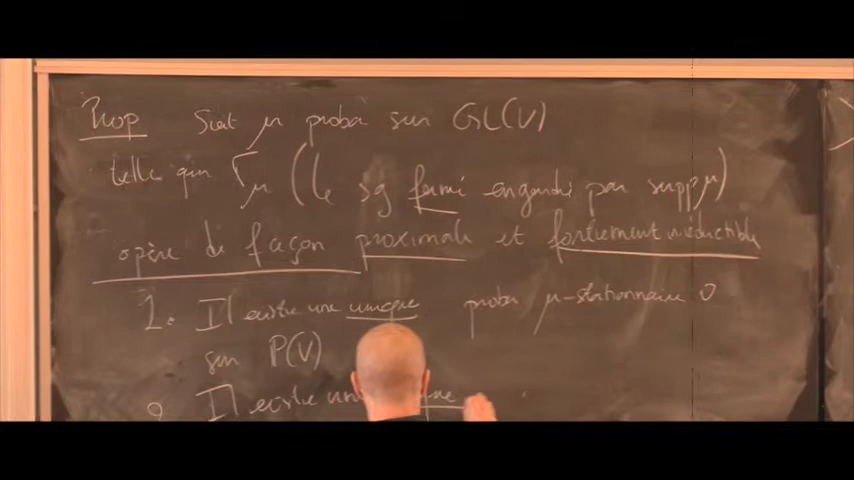 Prop Soit μ proba sur GL(V)
telle que Γμ (le sg fermé engendré par supp μ)
opère de façon proximale et fortement irréductible
1. Il existe une unique proba μ-stationnaire ν
sur P(V)
2 Il existe